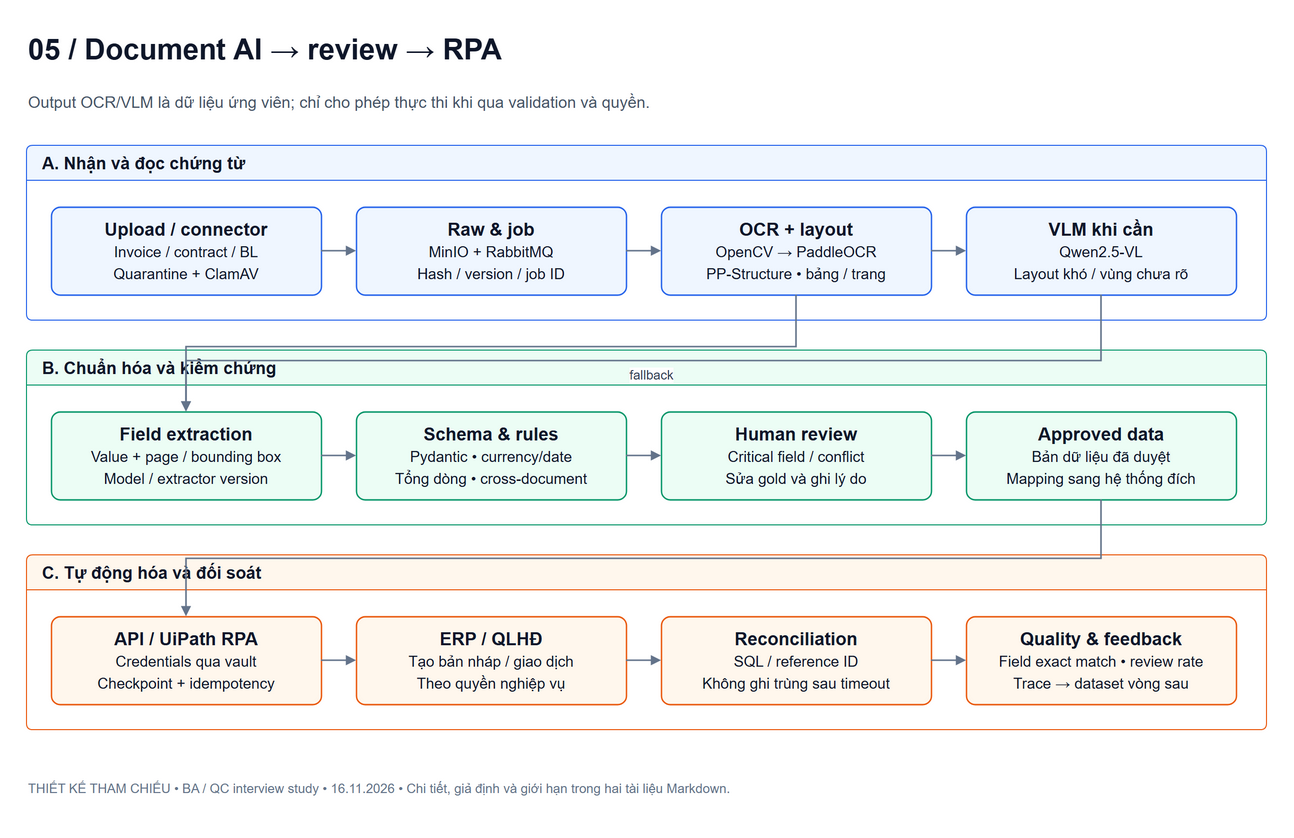 05 / Document AI → review → RPA
Output OCR/VLM là dữ liệu ứng viên; chỉ cho phép thực thi khi qua validation và quyền.
A. Nhận và đọc chứng từ
Upload / connector
Invoice / contract / BL
Quarantine + ClamAV
Raw & job
MinIO + RabbitMQ
Hash / version / job ID
OCR + layout
OpenCV → PaddleOCR
PP-Structure • bảng / trang
VLM khi cần
Qwen2.5-VL
Layout khó / vùng chưa rõ
B. Chuẩn hóa và kiểm chứng
fallback
Field extraction
Value + page / bounding box
Model / extractor version
Schema & rules
Pydantic • currency/date
Tổng dòng • cross-document
Human review
Critical field / conflict
Sửa gold và ghi lý do
Approved data
Bản dữ liệu đã duyệt
Mapping sang hệ thống đích
C. Tự động hóa và đối soát
API / UiPath RPA
Credentials qua vault
Checkpoint + idempotency
ERP / QLHĐ
Tạo bản nháp / giao dịch
Theo quyền nghiệp vụ
Reconciliation
SQL / reference ID
Không ghi trùng sau timeout
Quality & feedback
Field exact match • review rate
Trace → dataset vòng sau
THIẾT KẾ THAM CHIẾU • BA / QC interview study • 16.11.2026 • Chi tiết, giả định và giới hạn trong hai tài liệu Markdown.